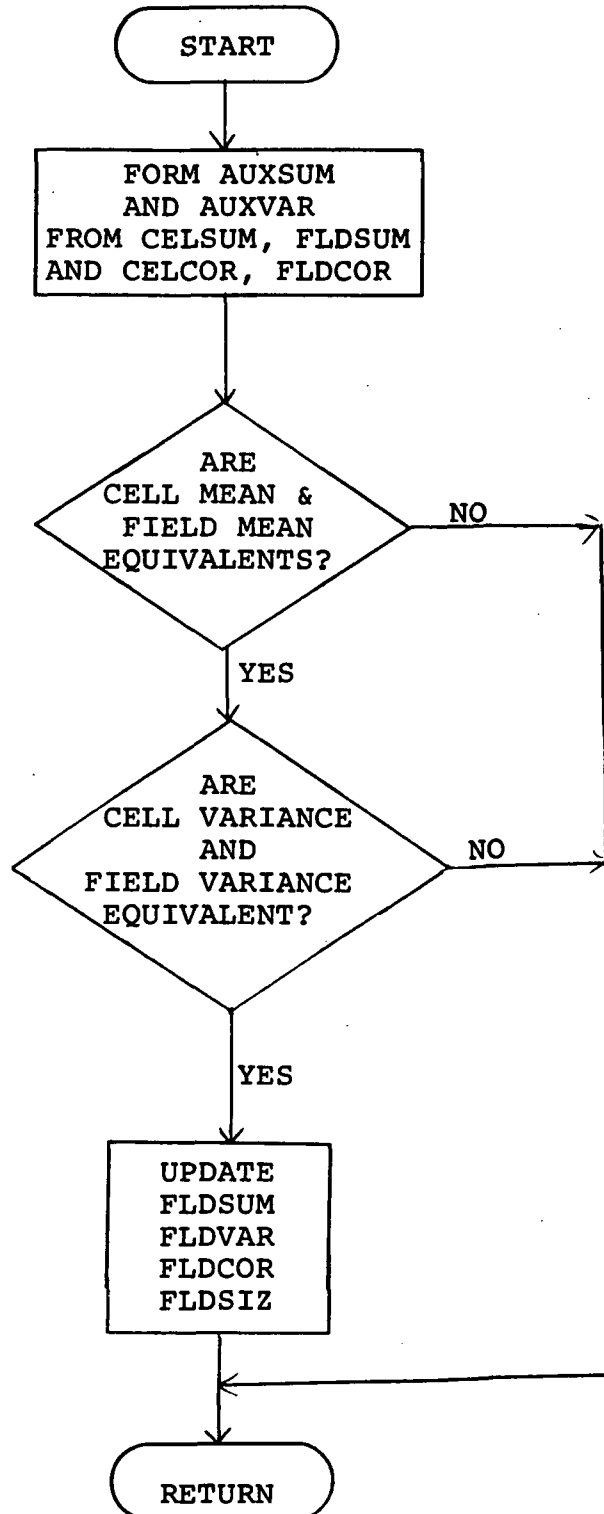 START
FORM AUXSUM
AND AUXVAR
FROM CELSUM, FLDSUM
AND CELCOR, FLDCOR
ARE
CELL MEAN &
FIELD MEAN
EQUIVALENTS?
NO
YES
ARE
CELL VARIANCE
AND
FIELD VARIANCE
EQUIVALENT?
NO
YES
UPDATE
FLDSUM
FLDVAR
FLDCOR
FLDSIZ
RETURN